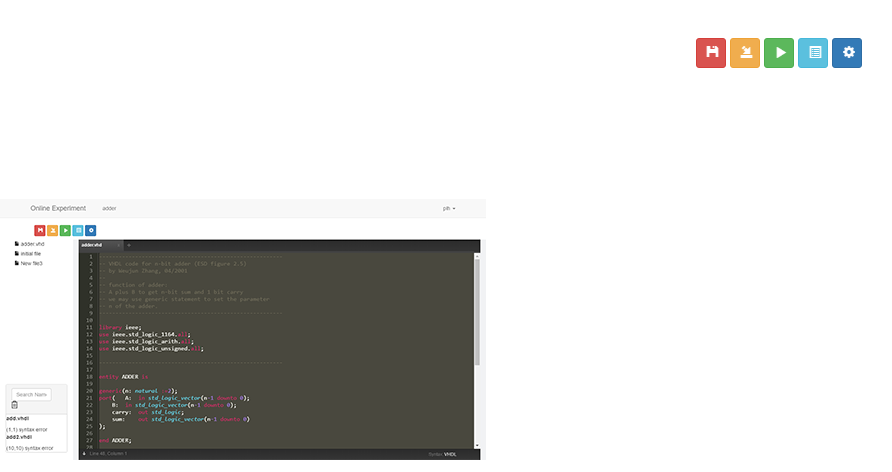 Online Experiment adder plh
adder.vhd
initial file
New file3
adder.vhd
1 ----------------------------------------------------
2 -- VHDL code for n-bit adder (ESD figure 2.5)
3 -- by Weujun Zhang, 04/2001
4 --
5 -- function of adder:
6 -- A plus B to get n-bit sum and 1 bit carry
7 -- we may use generic statement to set the parameter
8 -- n of the adder.
9 ----------------------------------------------------
10
11 library ieee;
12 use ieee.std_logic_1164.all;
13 use ieee.std_logic_arith.all;
14 use ieee.std_logic_unsigned.all;
15
16 ----------------------------------------------------
17
18 entity ADDER is
19
20 generic(n: natural :=2);
21 port( A: in std_logic_vector(n-1 downto 0);
22 B: in std_logic_vector(n-1 downto 0);
23 carry: out std_logic;
24 sum: out std_logic_vector(n-1 downto 0)
25 );
26
27 end ADDER;
28
Search Name
add.vhdl
(1,1) syntax error
add2.vhdl
(10,10) syntax error
Line 48, Column 1 Syntax VHDL